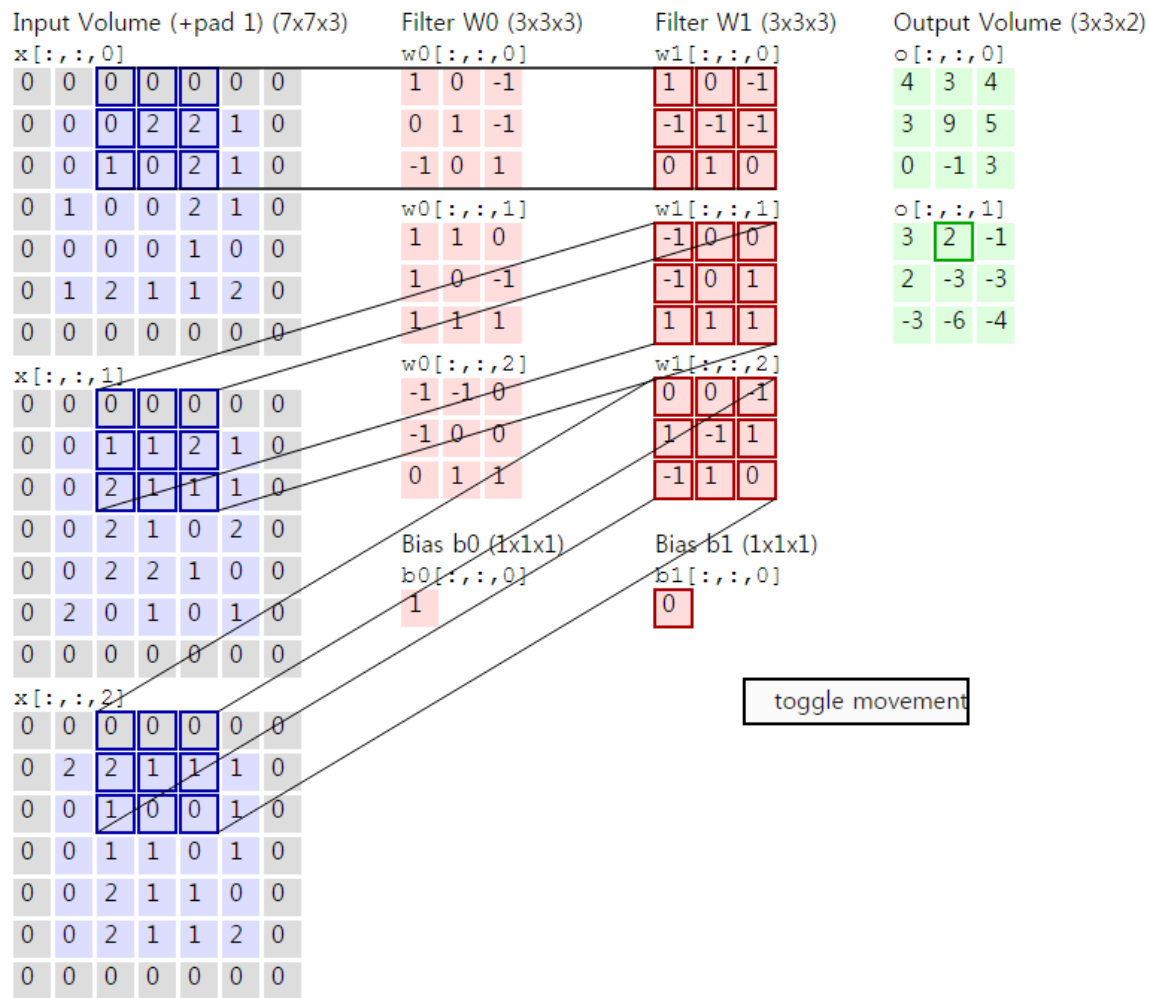 Input Volume (+pad 1) (7x7x3)
x[:,:,0]
0 0 0 0 0 0 0
0 0 0 2 2 1 0
0 0 1 0 2 1 0
0 1 0 0 2 1 0
0 0 0 0 1 0 0
0 1 2 1 1 2 0
0 0 0 0 0 0 0
x[:,:,1]
0 0 0 0 0 0 0
0 0 1 1 2 1 0
0 0 2 1 1 1 0
0 0 2 1 0 2 0
0 0 2 2 1 0 0
0 2 0 1 0 1 0
0 0 0 0 0 0 0
x[:,:,2]
0 0 0 0 0 0 0
0 2 2 1 1 1 0
0 0 1 0 0 1 0
0 0 1 1 0 1 0
0 0 2 1 1 0 0
0 0 2 1 1 2 0
0 0 0 0 0 0 0
Filter W0 (3x3x3)
w0[:,:,0]
1 0 -1
0 1 -1
-1 0 1
w0[:,:,1]
1 1 0
1 0 -1
1 1 1
w0[:,:,2]
-1 -1 0
-1 0 0
0 1 1
Bias b0 (1x1x1)
b0[:,:,0]
1
Filter W1 (3x3x3)
w1[:,:,0]
1 0 -1
-1 -1 -1
0 1 0
w1[:,:,1]
-1 0 0
-1 0 1
1 1 1
w1[:,:,2]
0 0 -1
1 -1 1
-1 1 0
Bias b1 (1x1x1)
b1[:,:,0]
0
Output Volume (3x3x2)
o[:,:,0]
4 3 4
3 9 5
0 -1 3
o[:,:,1]
3 2 -1
2 -3 -3
-3 -6 -4
toggle movement